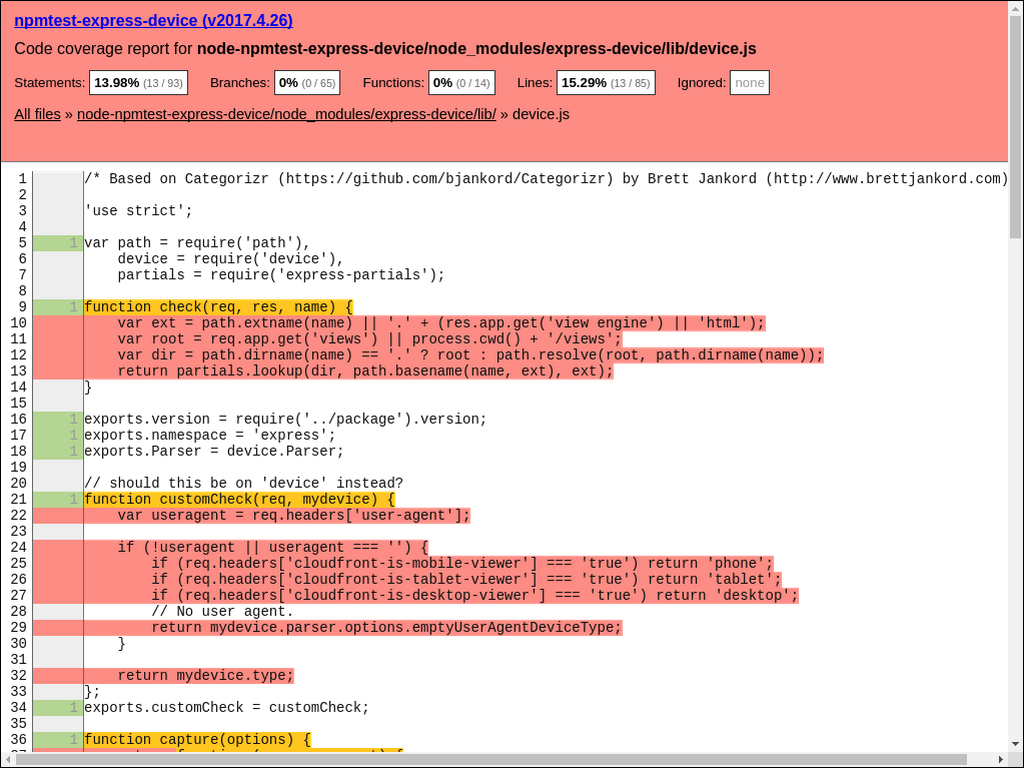 npmtest-express-device (v2017.4.26)
Code coverage report for node-npmtest-express-device/node_modules/express-device/lib/device.js
Statements: 13.98% (13 / 93) Branches: 0% (0 / 65) Functions: 0% (0 / 14) Lines: 15.29% (13 / 85) Ignored: none
All files » node-npmtest-express-device/node_modules/express-device/lib/ » device.js
1 /* Based on Categorizr (https://github.com/bjankord/Categorizr) by Brett Jankord (http://www.brettjankord.com)
2
3 'use strict';
4
5 1 var path = require('path'),
6     device = require('device'),
7     partials = require('express-partials');
8
9 1 function check(req, res, name) {
10     var ext = path.extname(name) || '.' + (res.app.get('view engine') || 'html');
11     var root = req.app.get('views') || process.cwd() + '/views';
12     var dir = path.dirname(name) == '.' ? root : path.resolve(root, path.dirname(name));
13     return partials.lookup(dir, path.basename(name, ext), ext);
14 }
15
16 1 exports.version = require('../package').version;
17 1 exports.namespace = 'express';
18 1 exports.Parser = device.Parser;
19
20 // should this be on 'device' instead?
21 1 function customCheck(req, mydevice) {
22     var useragent = req.headers['user-agent'];
23
24     if (!useragent || useragent === '') {
25         if (req.headers['cloudfront-is-mobile-viewer'] === 'true') return 'phone';
26         if (req.headers['cloudfront-is-tablet-viewer'] === 'true') return 'tablet';
27         if (req.headers['cloudfront-is-desktop-viewer'] === 'true') return 'desktop';
28         // No user agent.
29         return mydevice.parser.options.emptyUserAgentDeviceType;
30     }
31
32     return mydevice.type;
33 };
34 1 exports.customCheck = customCheck;
35
36 1 function capture(options) {